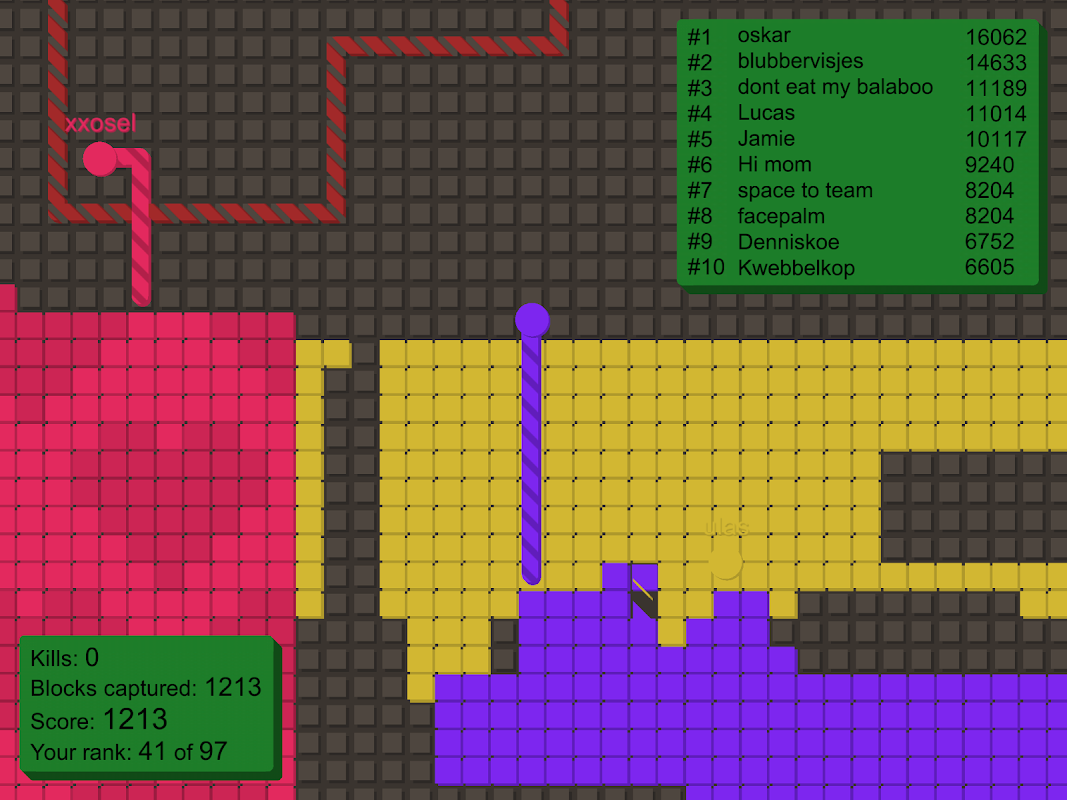 #1 oskar 16062
#2 blubbervisjes 14633
#3 dont eat my balaboo 11189
xxosel
#4 Lucas 11014
#5 Jamie 10117
#6 Hi mom 9240
#7 space to team 8204
#8 facepalm 8204
#9 Denniskoe 6752
#10 Kwebbelkop 6605
ulas
Kills: 0
Blocks captured: 1213
Score: 1213
Your rank: 41 of 97